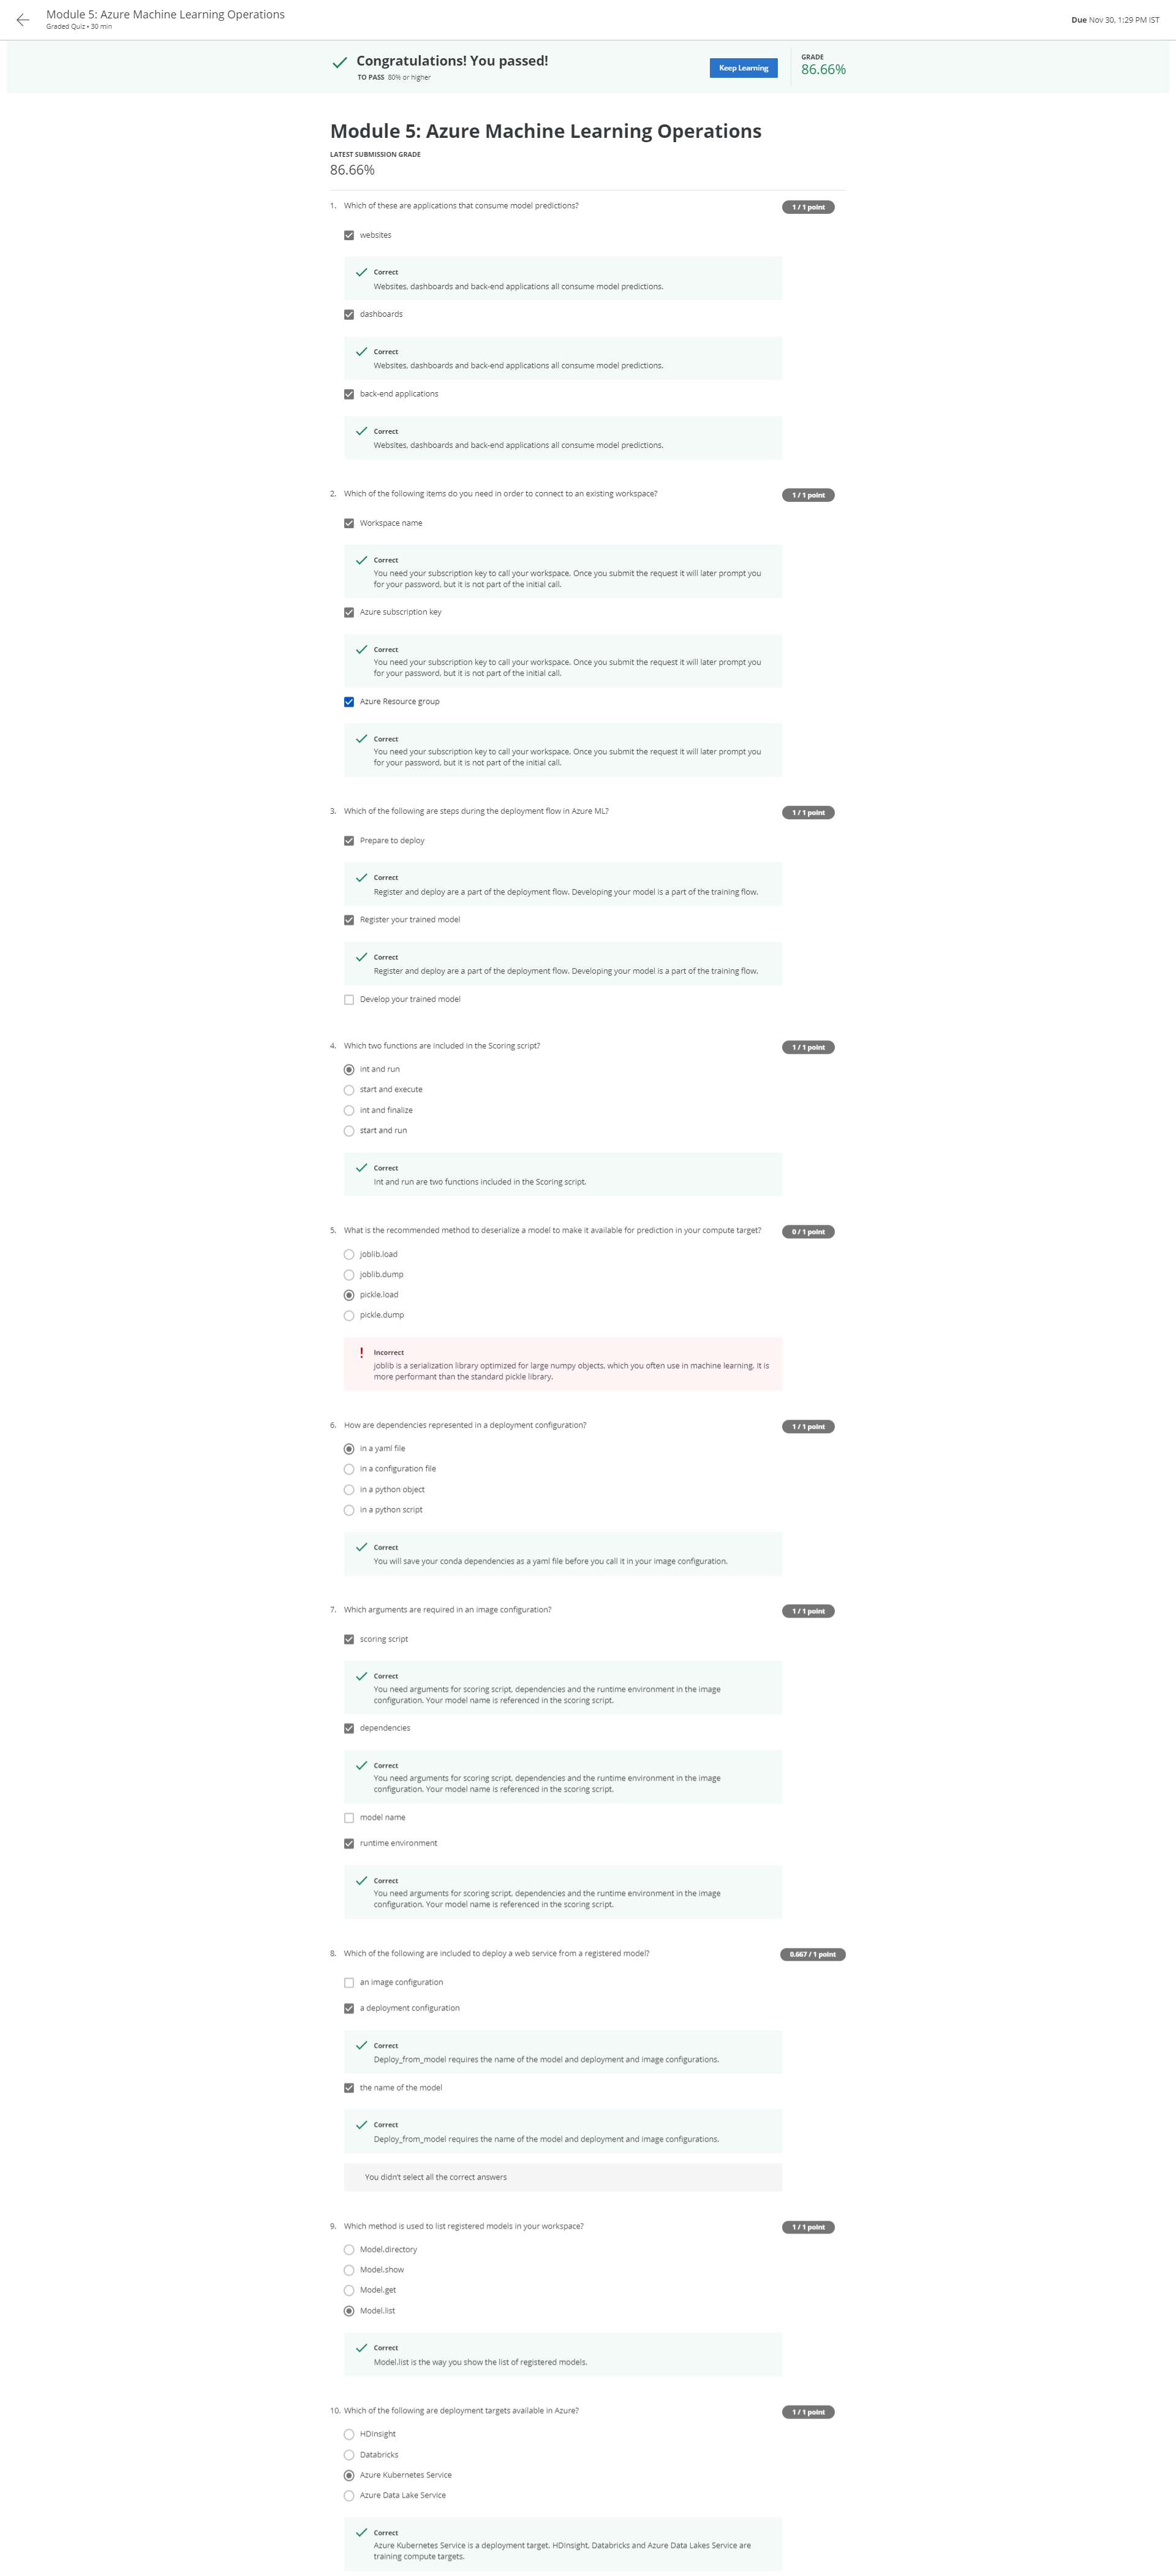 Module 5: Azure Machine Learning Operations
Graded Quiz • 30 min
Due Nov 30, 1:29 PM IST
Congratulations! You passed!
TO PASS 80% or higher
Keep Learning
GRADE
86.66%
Module 5: Azure Machine Learning Operations
LATEST SUBMISSION GRADE
86.66%
1. Which of these are applications that consume model predictions?
1 / 1 point
websites
Correct
Websites, dashboards and back-end applications all consume model predictions.
dashboards
Correct
Websites, dashboards and back-end applications all consume model predictions.
back-end applications
Correct
Websites, dashboards and back-end applications all consume model predictions.
2. Which of the following items do you need in order to connect to an existing workspace?
1 / 1 point
Workspace name
Correct
You need your subscription key to call your workspace. Once you submit the request it will later prompt you
for your password, but it is not part of the initial call.
Azure subscription key
Correct
You need your subscription key to call your workspace. Once you submit the request it will later prompt you
for your password, but it is not part of the initial call.
Azure Resource group
Correct
You need your subscription key to call your workspace. Once you submit the request it will later prompt you
for your password, but it is not part of the initial call.
3. Which of the following are steps during the deployment flow in Azure ML?
1 / 1 point
Prepare to deploy
Correct
Register and deploy are a part of the deployment flow. Developing your model is a part of the training flow.
Register your trained model
Correct
Register and deploy are a part of the deployment flow. Developing your model is a part of the training flow.
Develop your trained model
4. Which two functions are included in the Scoring script?
1 / 1 point
int and run
start and execute
int and finalize
start and run
Correct
Int and run are two functions included in the Scoring script.
5. What is the recommended method to deserialize a model to make it available for prediction in your compute target?
0 / 1 point
joblib.load
joblib.dump
pickle.load
pickle.dump
Incorrect
joblib is a serialization library optimized for large numpy objects, which you often use in machine learning. It is
more performant than the standard pickle library.
6. How are dependencies represented in a deployment configuration?
1 / 1 point
in a yaml file
in a configuration file
in a python object
in a python script
Correct
You will save your conda dependencies as a yaml file before you call it in your image configuration.
7. Which arguments are required in an image configuration?
1 / 1 point
scoring script
Correct
You need arguments for scoring script, dependencies and the runtime environment in the image
configuration. Your model name is referenced in the scoring script.
dependencies
Correct
You need arguments for scoring script, dependencies and the runtime environment in the image
configuration. Your model name is referenced in the scoring script.
model name
runtime environment
Correct
You need arguments for scoring script, dependencies and the runtime environment in the image
configuration. Your model name is referenced in the scoring script.
8. Which of the following are included to deploy a web service from a registered model?
0.667 / 1 point
an image configuration
a deployment configuration
Correct
Deploy_from_model requires the name of the model and deployment and image configurations.
the name of the model
Correct
Deploy_from_model requires the name of the model and deployment and image configurations.
You didn't select all the correct answers
9. Which method is used to list registered models in your workspace?
1 / 1 point
Model.directory
Model.show
Model.get
Model.list
Correct
Model.list is the way you show the list of registered models.
10. Which of the following are deployment targets available in Azure?
1 / 1 point
HDInsight
Databricks
Azure Kubernetes Service
Azure Data Lake Service
Correct
Azure Kubernetes Service is a deployment target. HDInsight, Databricks and Azure Data Lakes Service are
training compute targets.